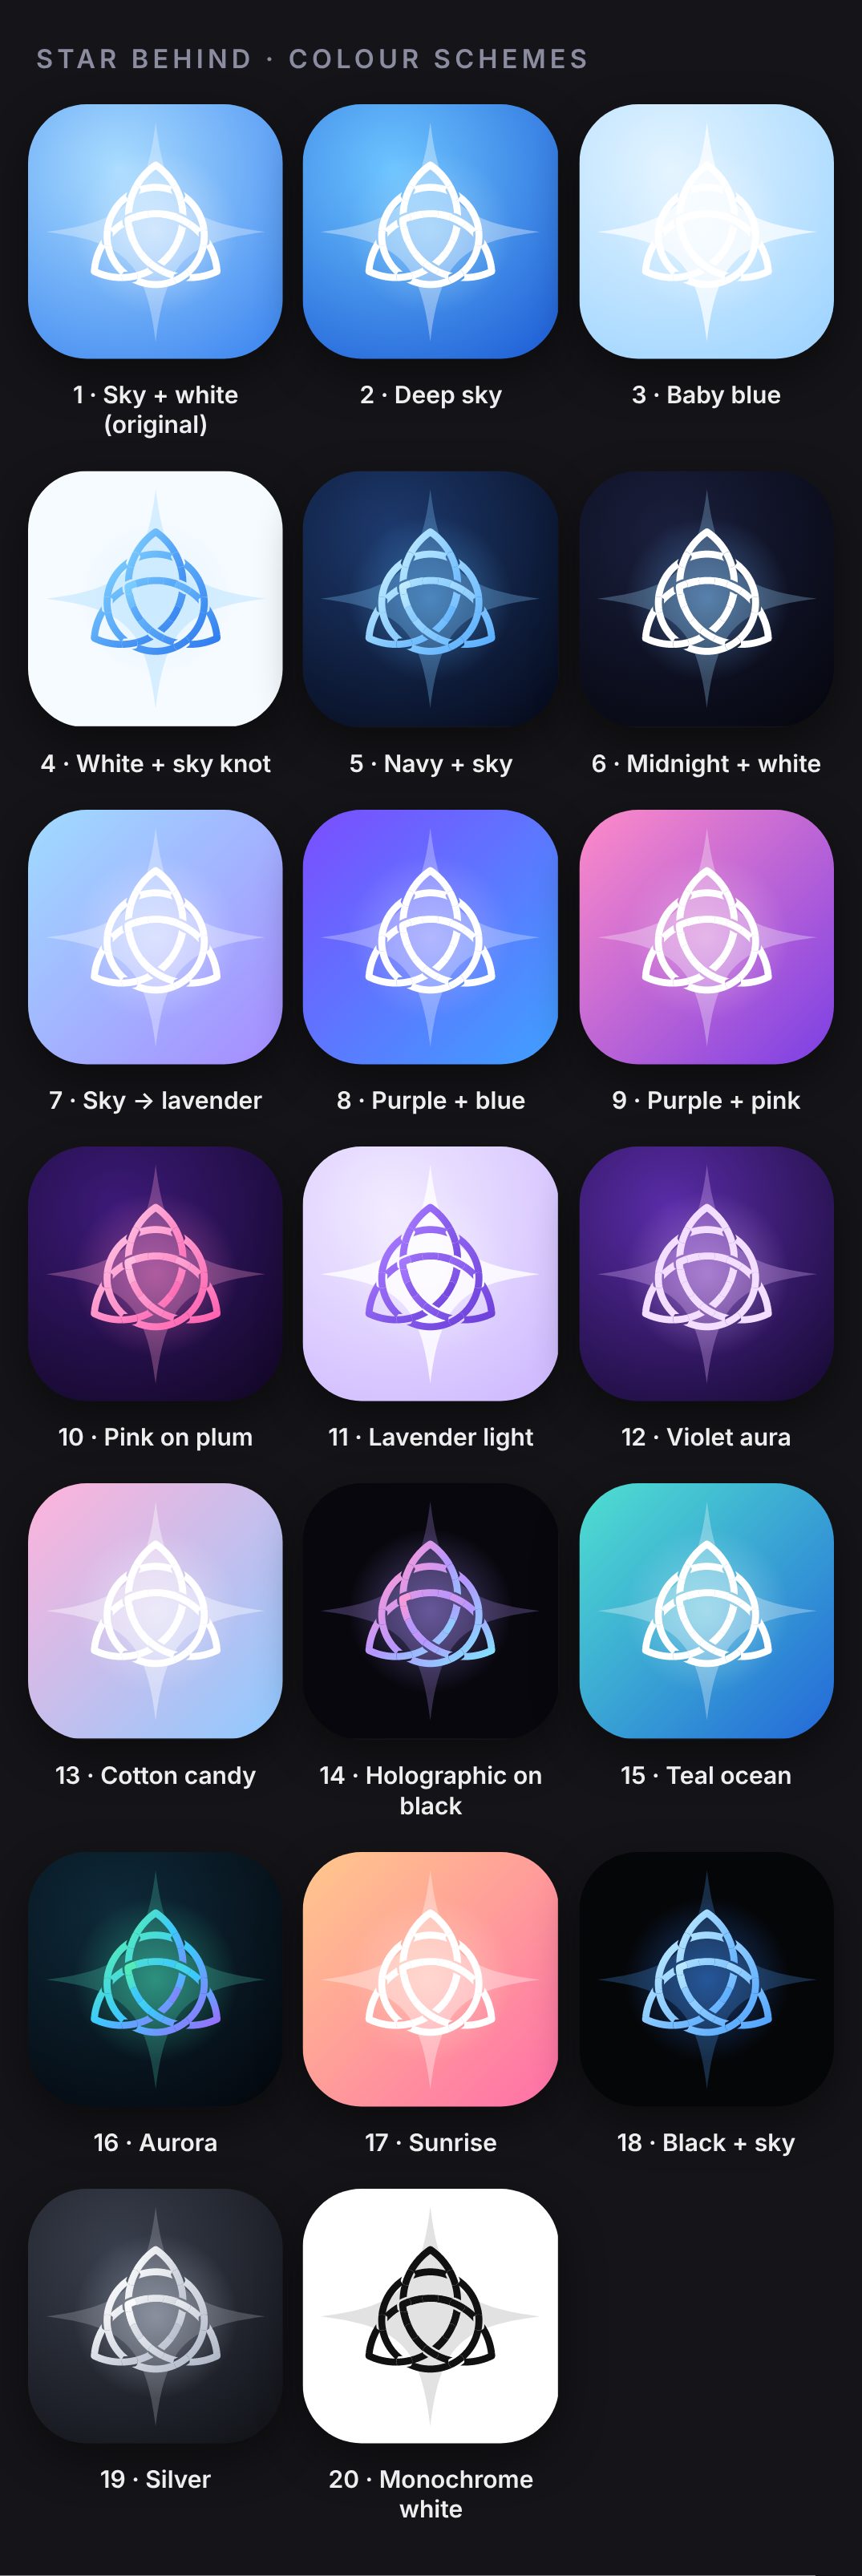 STAR BEHIND · COLOUR SCHEMES
1 · Sky + white
(original)
2 · Deep sky
3 · Baby blue
4 · White + sky knot
5 · Navy + sky
6 · Midnight + white
7 · Sky → lavender
8 · Purple + blue
9 · Purple + pink
10 · Pink on plum
11 · Lavender light
12 · Violet aura
13 · Cotton candy
14 · Holographic on
black
15 · Teal ocean
16 · Aurora
17 · Sunrise
18 · Black + sky
19 · Silver
20 · Monochrome
white